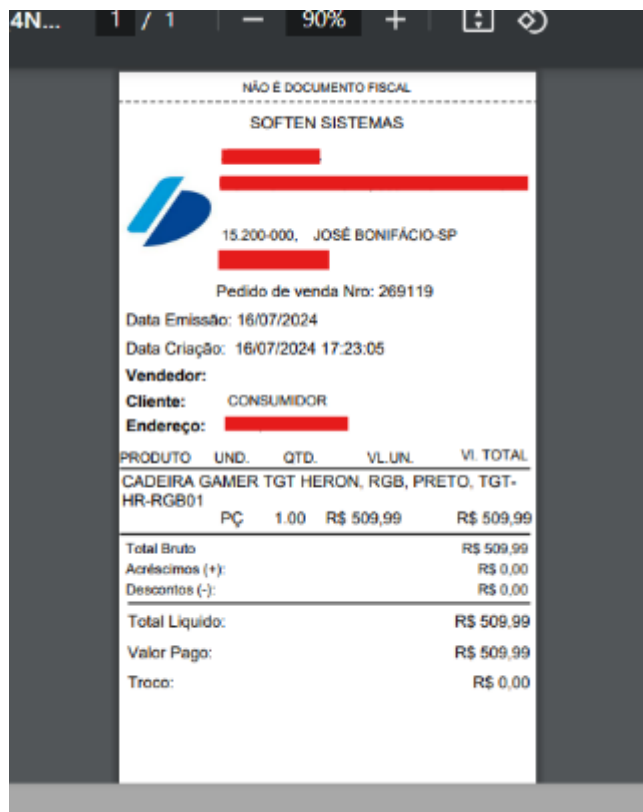 4N... 1 / 1 — 90% +
NÃO É DOCUMENTO FISCAL
SOFTEN SISTEMAS
15.200-000, JOSÉ BONIFÁCIO-SP
Pedido de venda Nro: 269119
Data Emissão: 16/07/2024
Data Criação: 16/07/2024 17:23:05
Vendedor:
Cliente: CONSUMIDOR
Endereço:
PRODUTO UND. QTD. VL.UN. Vl. TOTAL
CADEIRA GAMER TGT HERON, RGB, PRETO, TGT-
HR-RGB01
PÇ 1.00 R$ 509,99 R$ 509,99
Total Bruto R$ 509,99
Acréscimos (+): R$ 0,00
Descontos (-): R$ 0,00
Total Liquido: R$ 509,99
Valor Pago: R$ 509,99
Troco: R$ 0,00